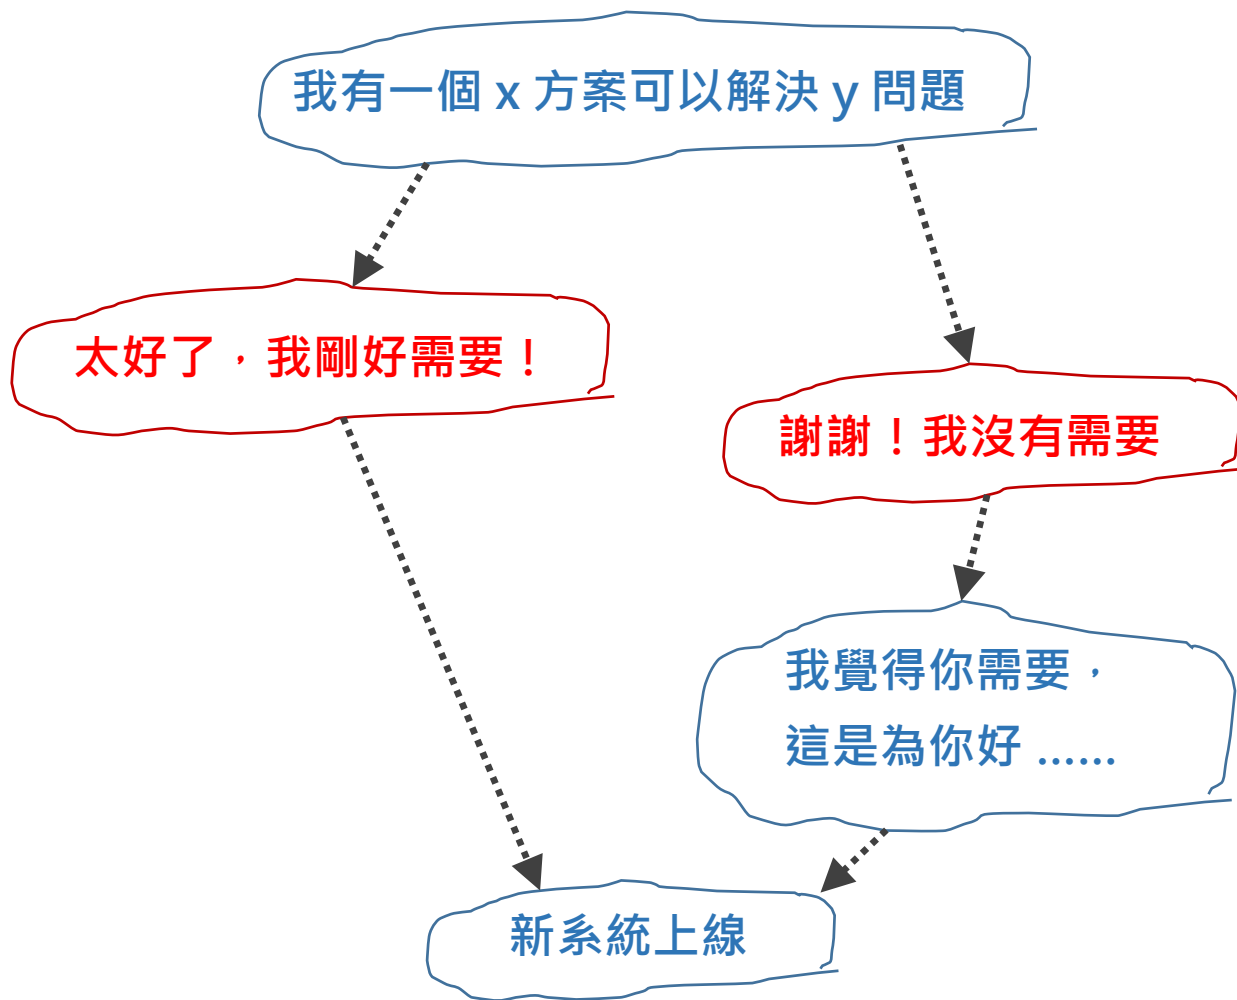 我有一個 x 方案可以解決 y 問題
太好了，我剛好需要！
謝謝！我沒有需要
我覺得你需要，
這是為你好 ......
新系統上線